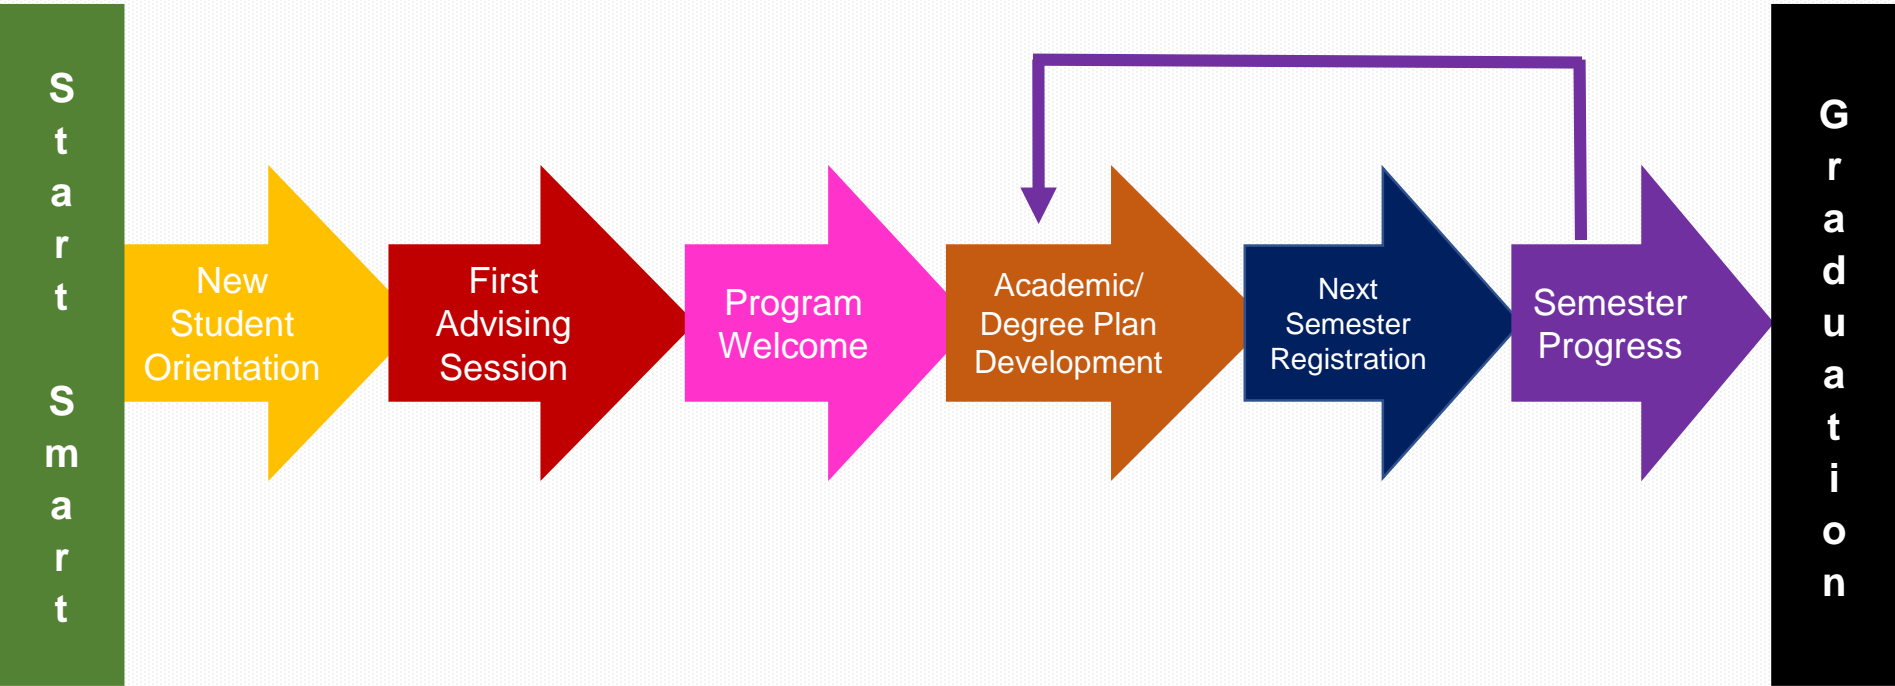 Start Smart
New
Student
Orientation
First
Advising
Session
Program
Welcome
Academic/
Degree Plan
Development
Next
Semester
Registration
Semester
Progress
Graduation